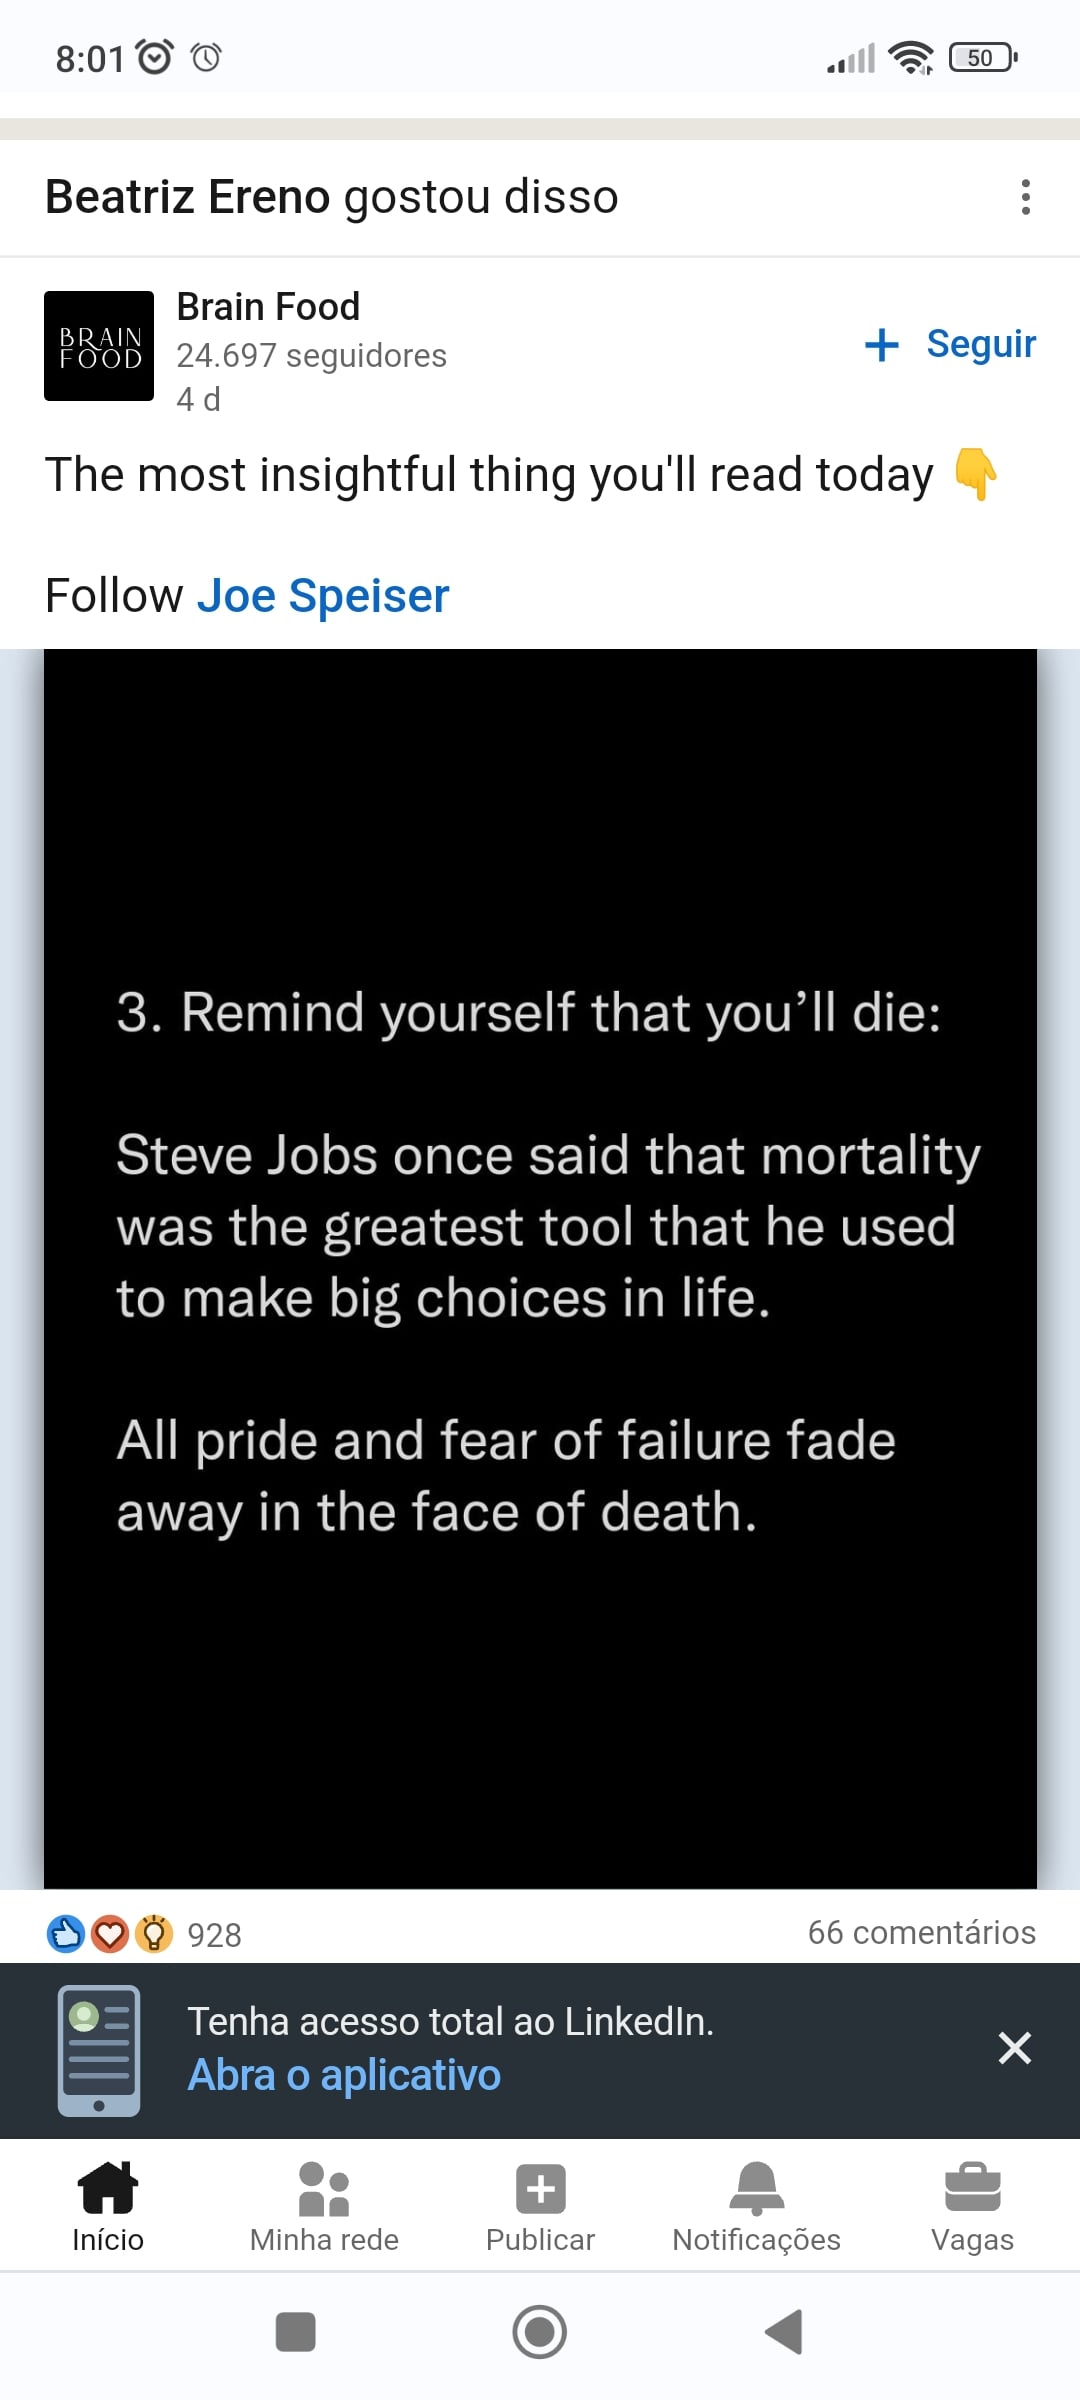 8:01
50
Beatriz Ereno gostou disso
BRAIN
FOOD
Brain Food
24.697 seguidores
4 d
+ Seguir
The most insightful thing you'll read today 👇
Follow Joe Speiser
3. Remind yourself that you’ll die:
Steve Jobs once said that mortality
was the greatest tool that he used
to make big choices in life.
All pride and fear of failure fade
away in the face of death.
928
66 comentários
Tenha acesso total ao LinkedIn.
Abra o aplicativo
Início
Minha rede
Publicar
Notificações
Vagas